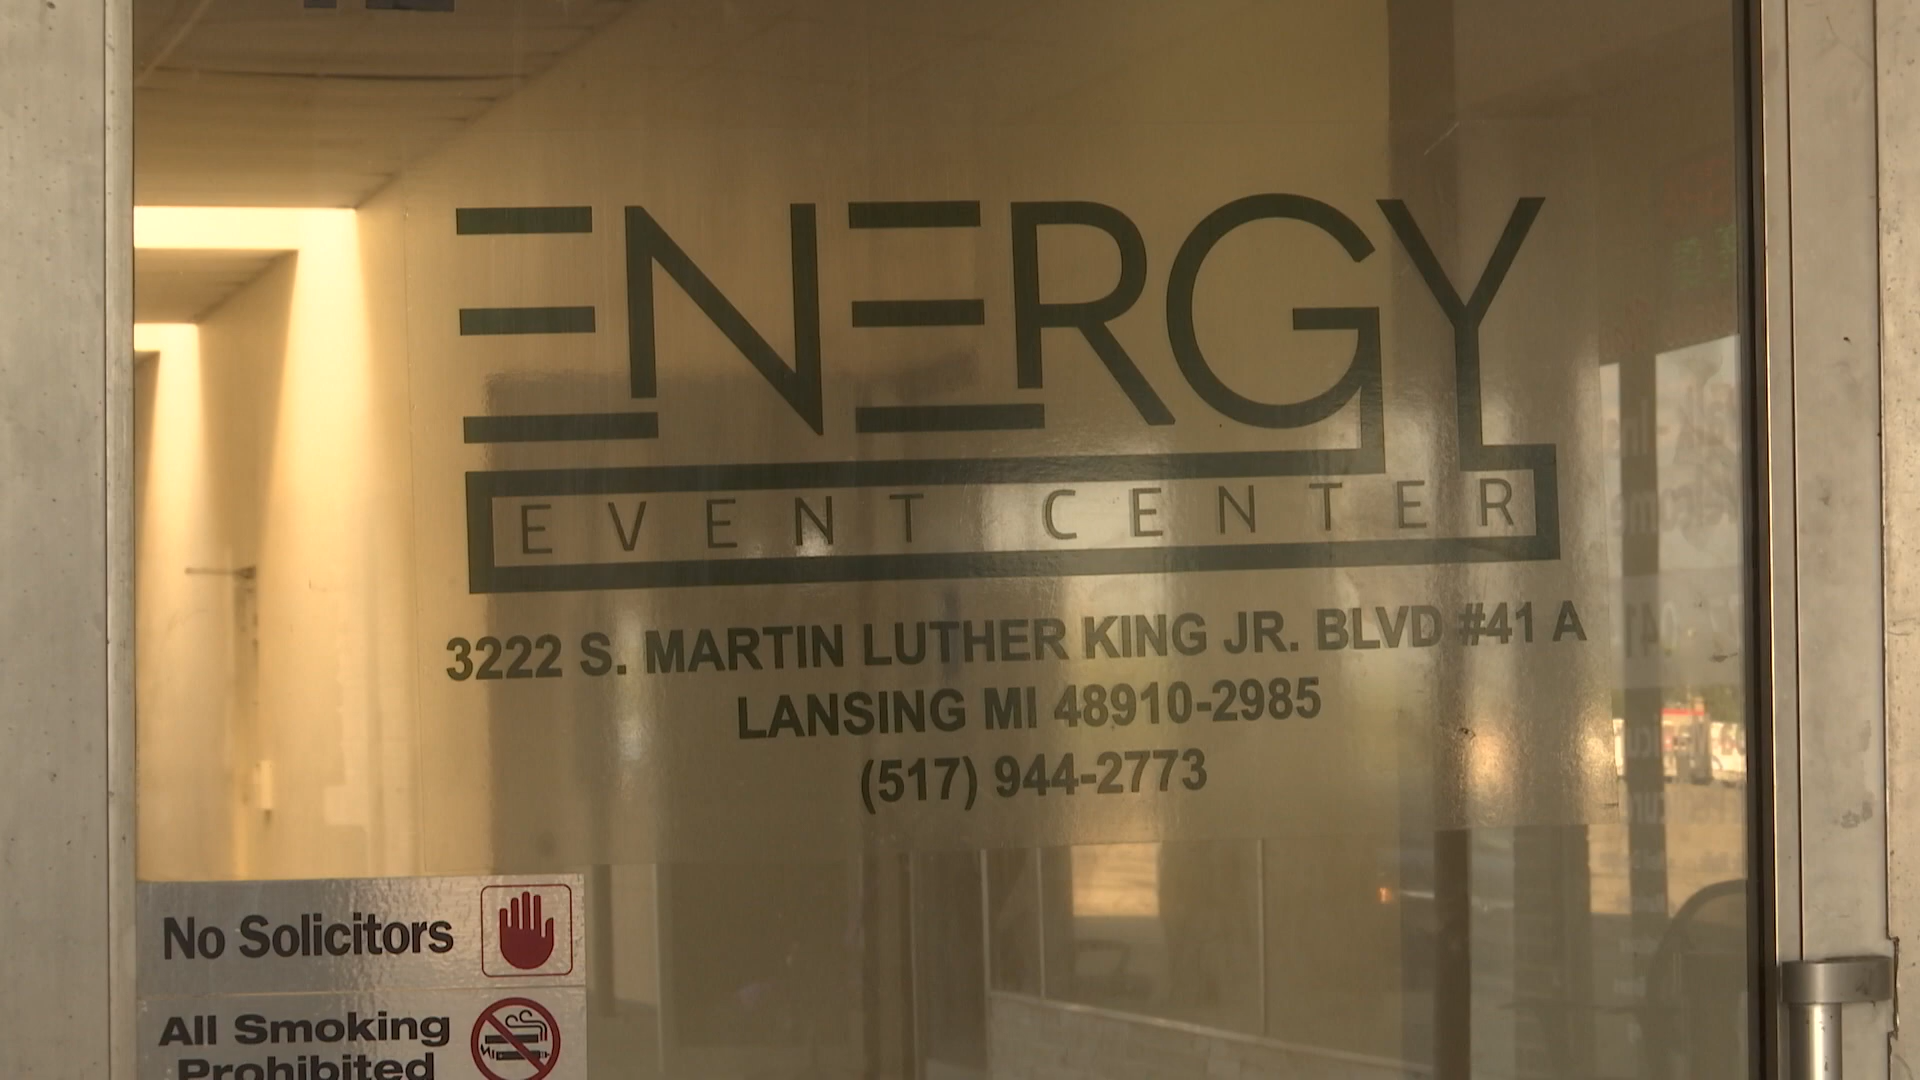 ENERGY
EVENT CENTER
3222 S. MARTIN LUTHER KING JR. BLVD #41 A
LANSING MI 48910-2985
(517) 944-2773
No Solicitors
All Smoking
Prohibited